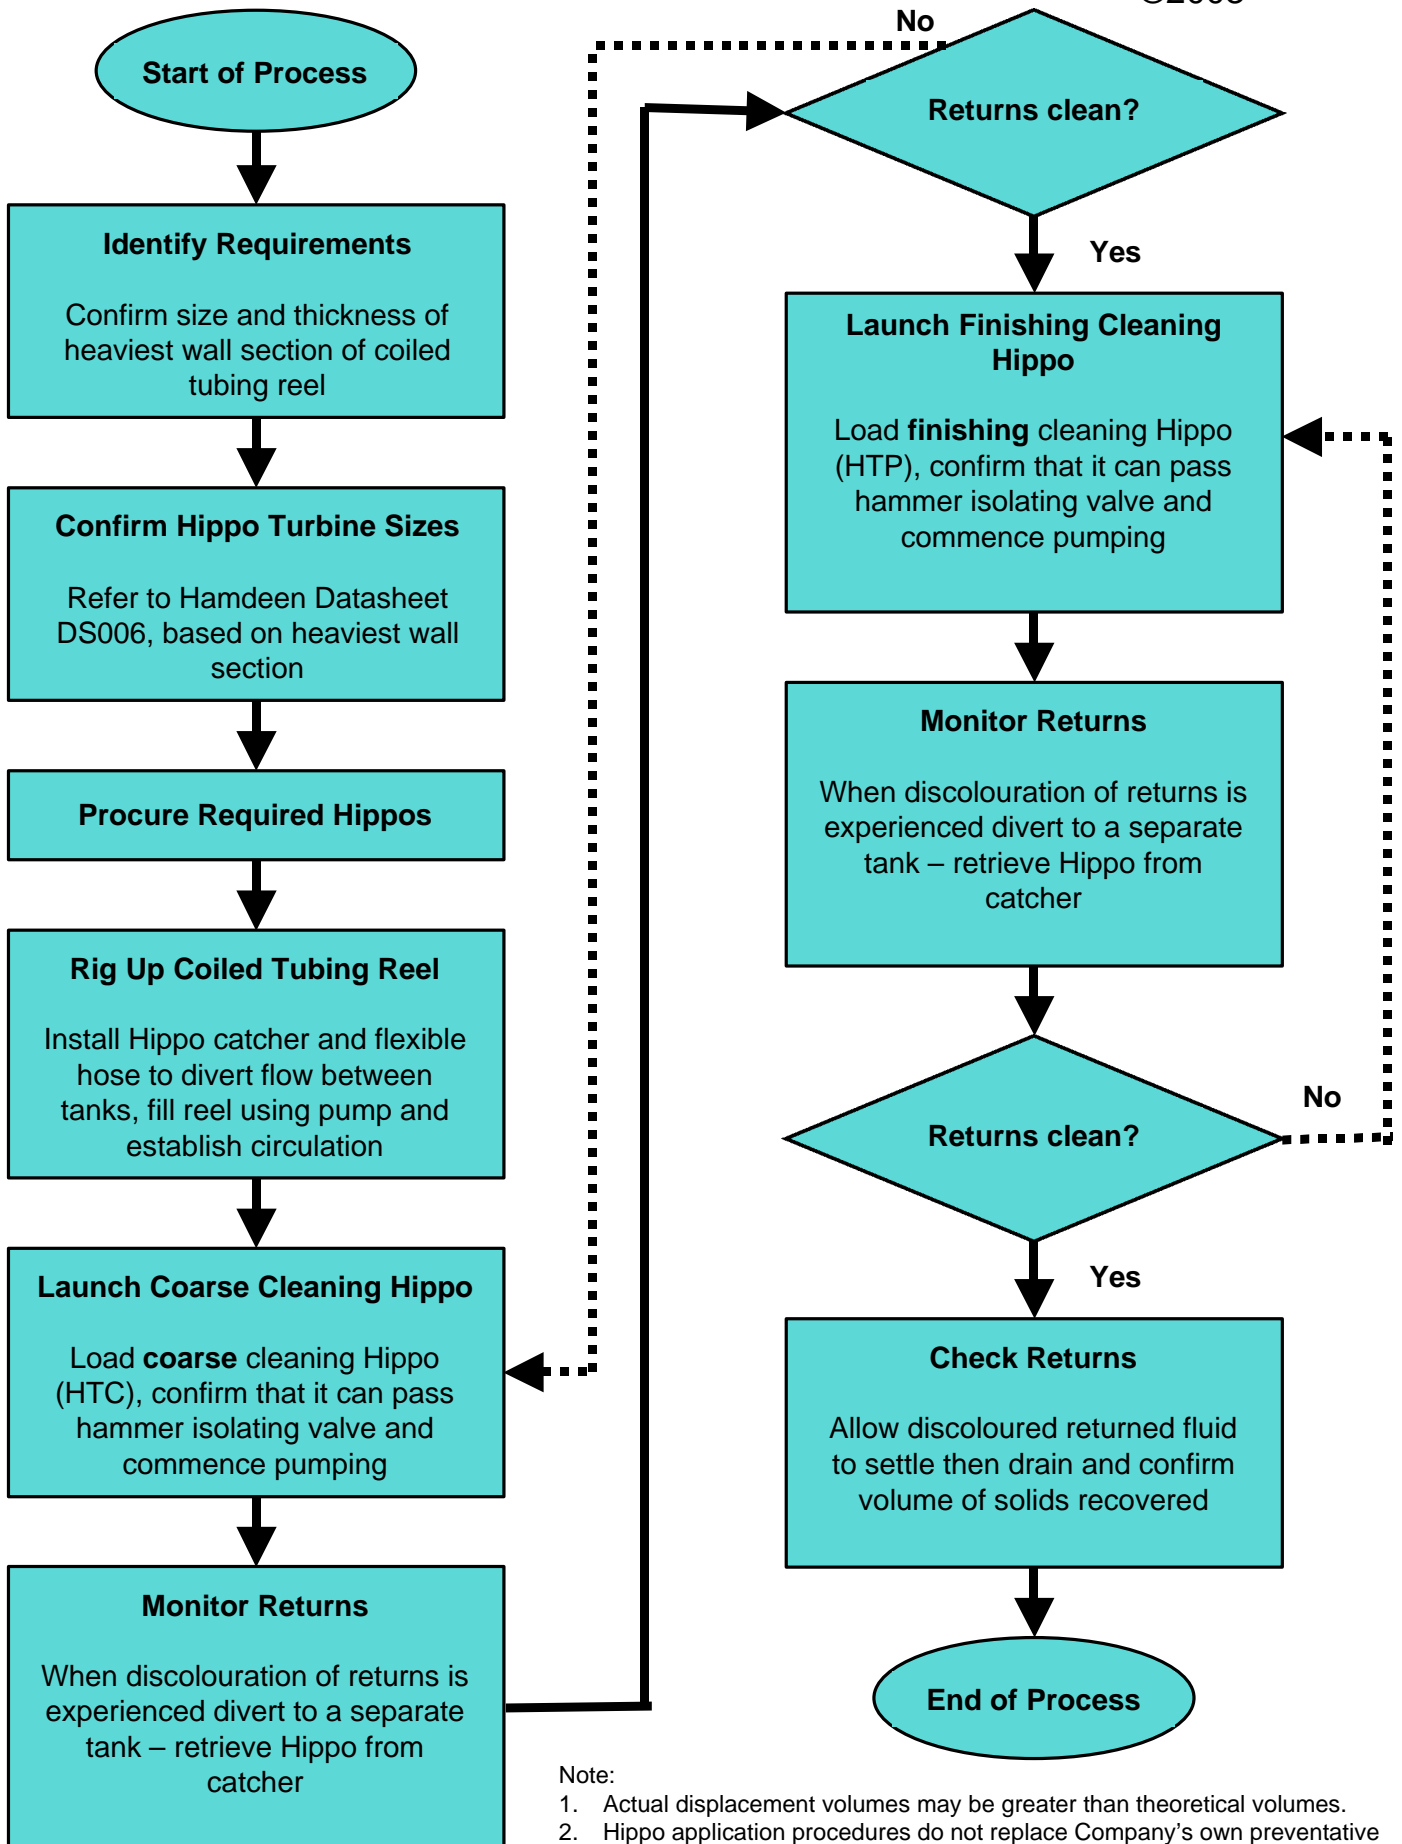 Start of Process
Identify Requirements
Confirm size and thickness of
heaviest wall section of coiled
tubing reel
Confirm Hippo Turbine Sizes
Refer to Hamdeen Datasheet
DS006, based on heaviest wall
section
Procure Required Hippos
Rig Up Coiled Tubing Reel
Install Hippo catcher and flexible
hose to divert flow between
tanks, fill reel using pump and
establish circulation
Launch Coarse Cleaning Hippo
Load coarse cleaning Hippo
(HTC), confirm that it can pass
hammer isolating valve and
commence pumping
Monitor Returns
When discolouration of returns is
experienced divert to a separate
tank – retrieve Hippo from
catcher
No
Returns clean?
Yes
Launch Finishing Cleaning
Hippo
Load finishing cleaning Hippo
(HTP), confirm that it can pass
hammer isolating valve and
commence pumping
Monitor Returns
When discolouration of returns is
experienced divert to a separate
tank – retrieve Hippo from
catcher
Returns clean?
No
Yes
Check Returns
Allow discoloured returned fluid
to settle then drain and confirm
volume of solids recovered
End of Process
Note:
1. Actual displacement volumes may be greater than theoretical volumes.
2. Hippo application procedures do not replace Company's own preventative